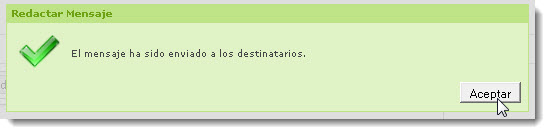 Redactar Mensaje
El mensaje ha sido enviado a los destinatarios.
Aceptar